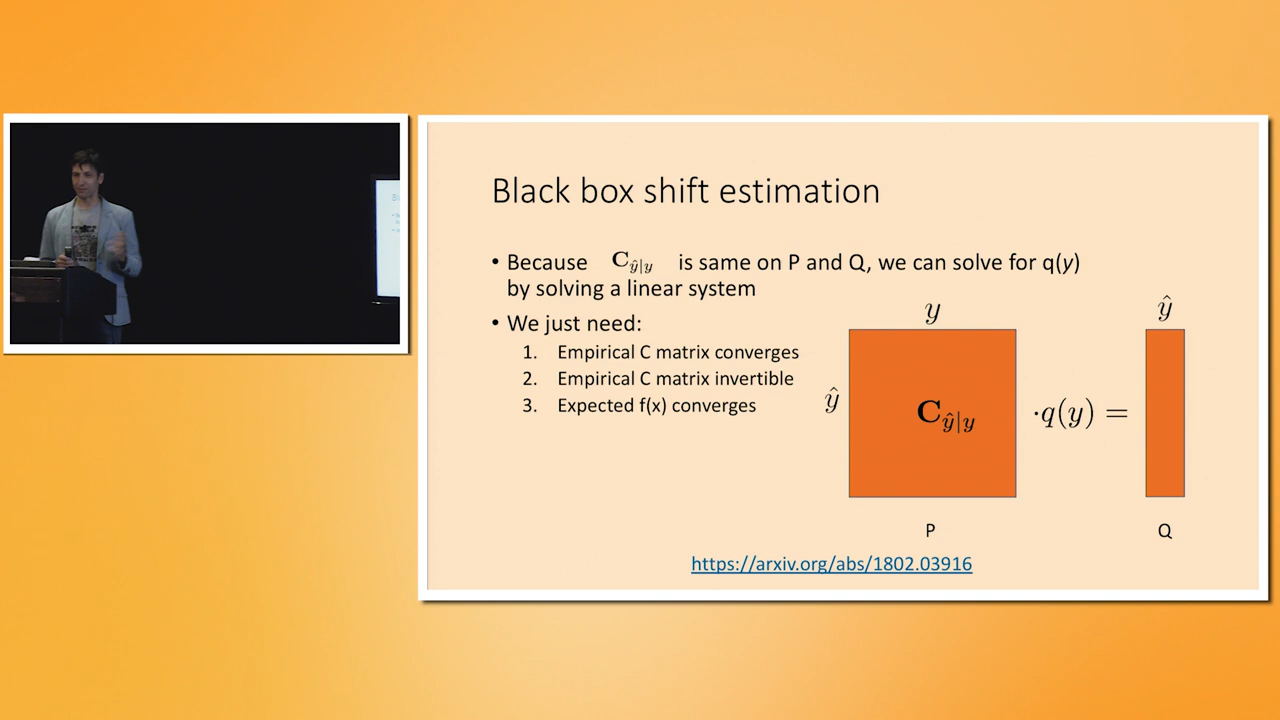 Black box shift estimation
• Because C_{ŷ|y} is same on P and Q, we can solve for q(y)
by solving a linear system
• We just need:
1. Empirical C matrix converges
2. Empirical C matrix invertible
3. Expected f(x) converges
y
ŷ
ŷ
C_{ŷ|y}
·q(y) =
P
Q
https://arxiv.org/abs/1802.03916